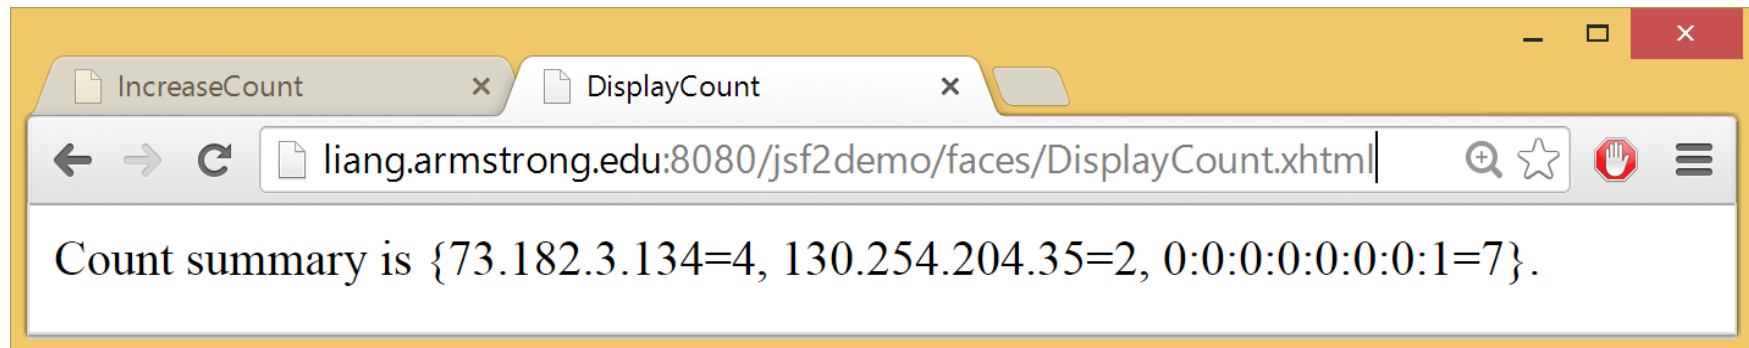 IncreaseCount
DisplayCount
liang.armstrong.edu:8080/jsf2demo/faces/DisplayCount.xhtml
Count summary is {73.182.3.134=4, 130.254.204.35=2, 0:0:0:0:0:0:0:1=7}.